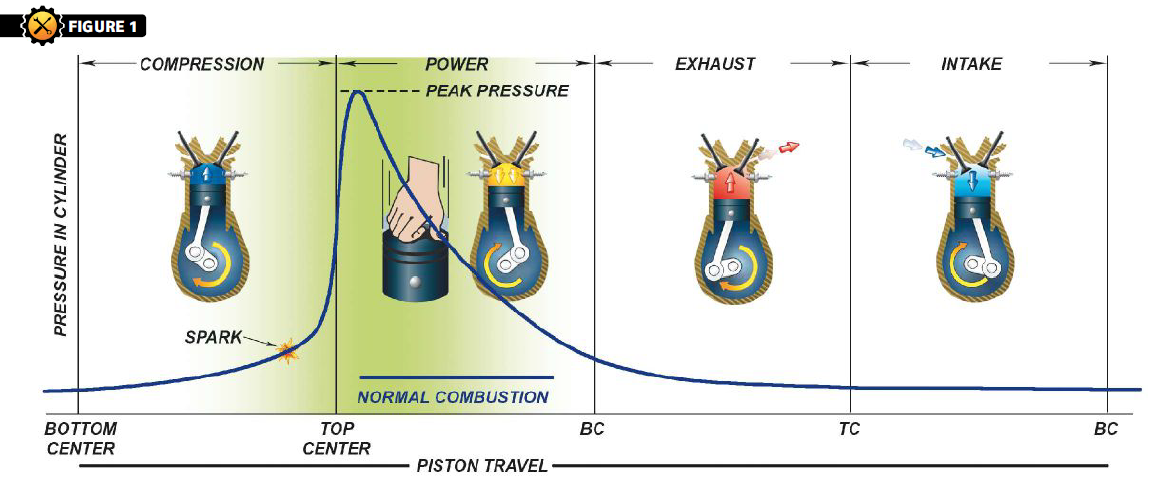 FIGURE 1
COMPRESSION
POWER
EXHAUST
INTAKE
PEAK PRESSURE
PRESSURE IN CYLINDER
SPARK
NORMAL COMBUSTION
BOTTOM
CENTER
TOP
CENTER
BC
TC
BC
PISTON TRAVEL